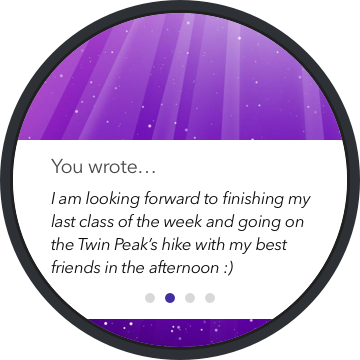 You wrote...
I am looking forward to finishing my
last class of the week and going on
the Twin Peak's hike with my best
friends in the afternoon :)